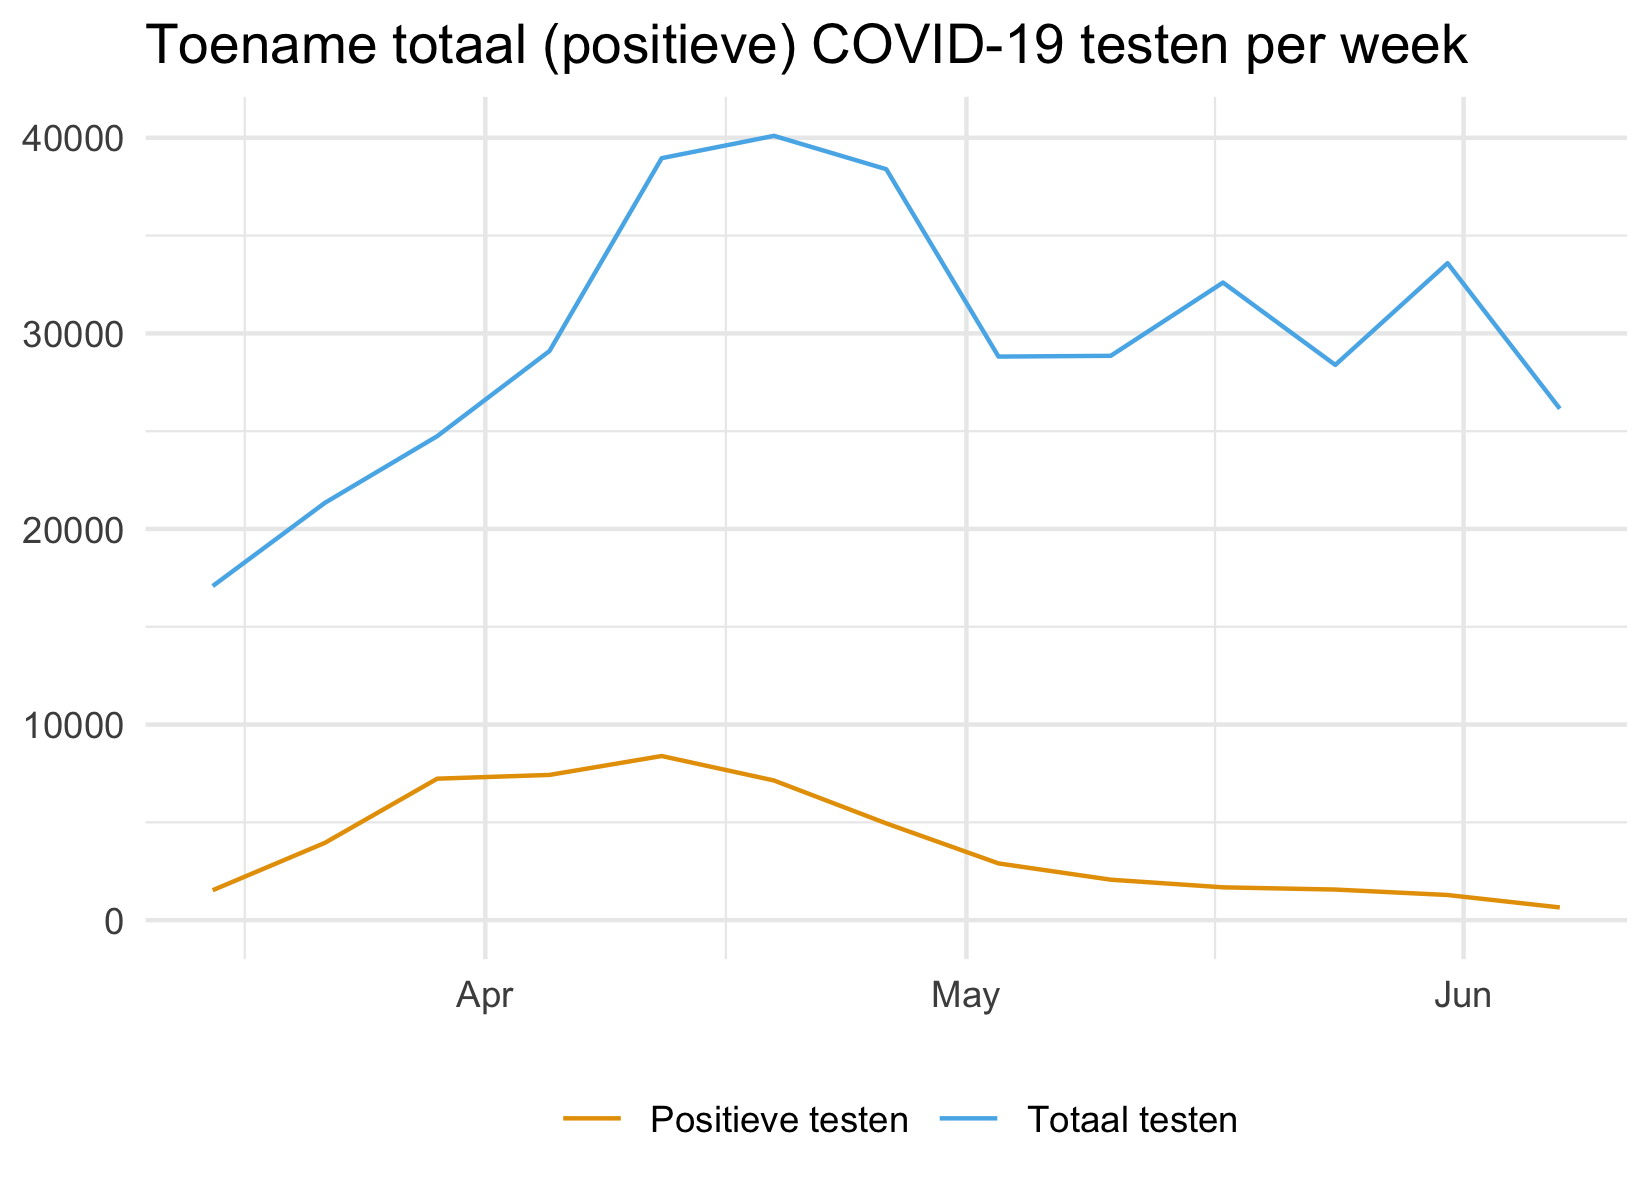 Toename totaal (positieve) COVID-19 testen per week
40000
30000
20000
10000
0
Apr May Jun
Positieve testen Totaal testen